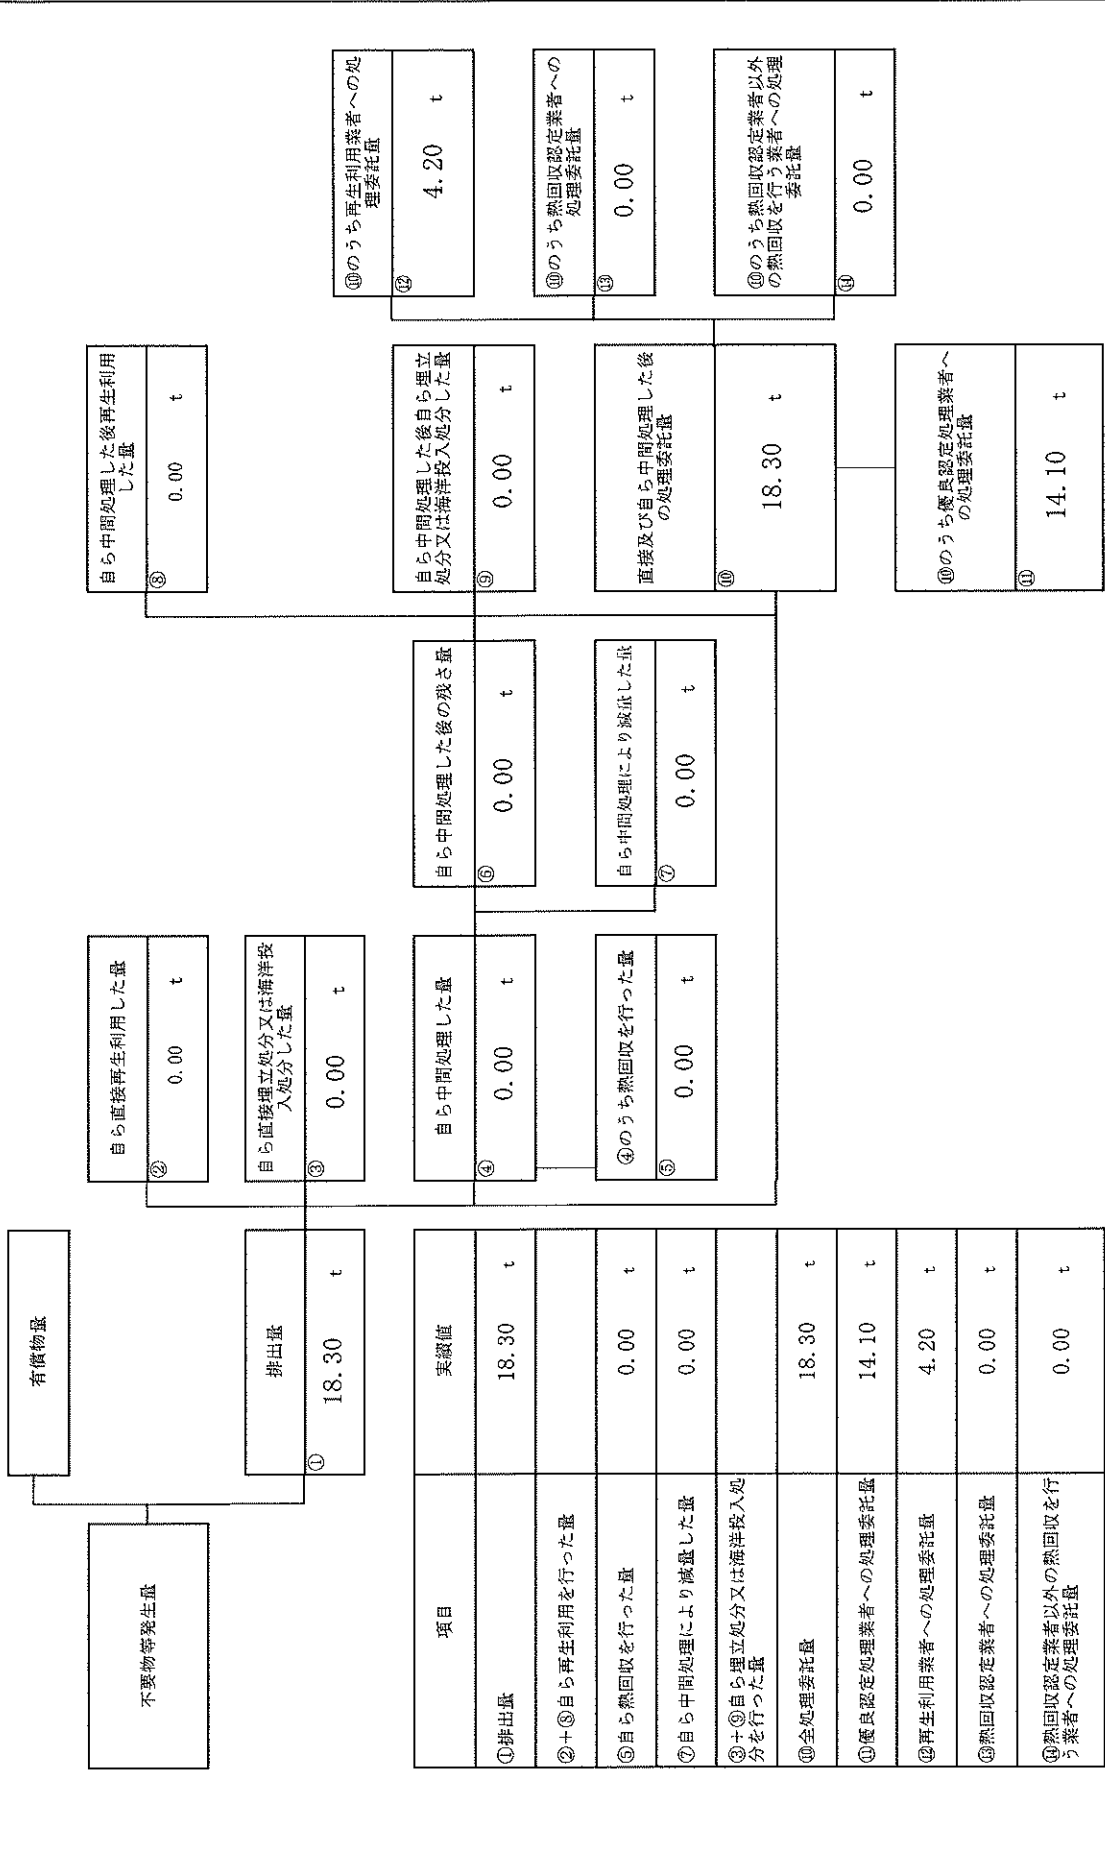 有償物量
不要物等発生量
排出量
① 18.30 t
自ら直接再生利用した量
② 0.00 t
自ら直接埋立処分又は海洋投
入処分した量
③ 0.00 t
自ら中間処理した量
④ 0.00 t
④のうち熱回収を行った量
⑤ 0.00 t
自ら中間処理した後の残さ量
⑥ 0.00 t
自ら中間処理により減量した量
⑦ 0.00 t
自ら中間処理した後再生利用
した量
⑧ 0.00 t
自ら中間処理した後自ら埋立
処分又は海洋投入処分した量
⑨ 0.00 t
直接及び自ら中間処理した後
の処理委託量
⑩ 18.30 t
⑩のうち優良認定処理業者へ
の処理委託量
⑪ 14.10 t
⑩のうち再生利用業者への処
理委託量
⑫ 4.20 t
⑩のうち熱回収認定業者への
処理委託量
⑬ 0.00 t
⑩のうち熱回収認定業者以外
の熱回収を行う業者への処理
委託量
⑭ 0.00 t
項目 実績値
①排出量 18.30 t
②+⑧自ら再生利用を行った量
⑤自ら熱回収を行った量 0.00 t
⑦自ら中間処理により減量した量 0.00 t
③+⑨自ら埋立処分又は海洋投入処
分を行った量
⑩全処理委託量 18.30 t
⑪優良認定処理業者への処理委託量 14.10 t
⑫再生利用業者への処理委託量 4.20 t
⑬熱回収認定業者への処理委託量 0.00 t
⑭熱回収認定業者以外の熱回収を行
う業者への処理委託量 0.00 t